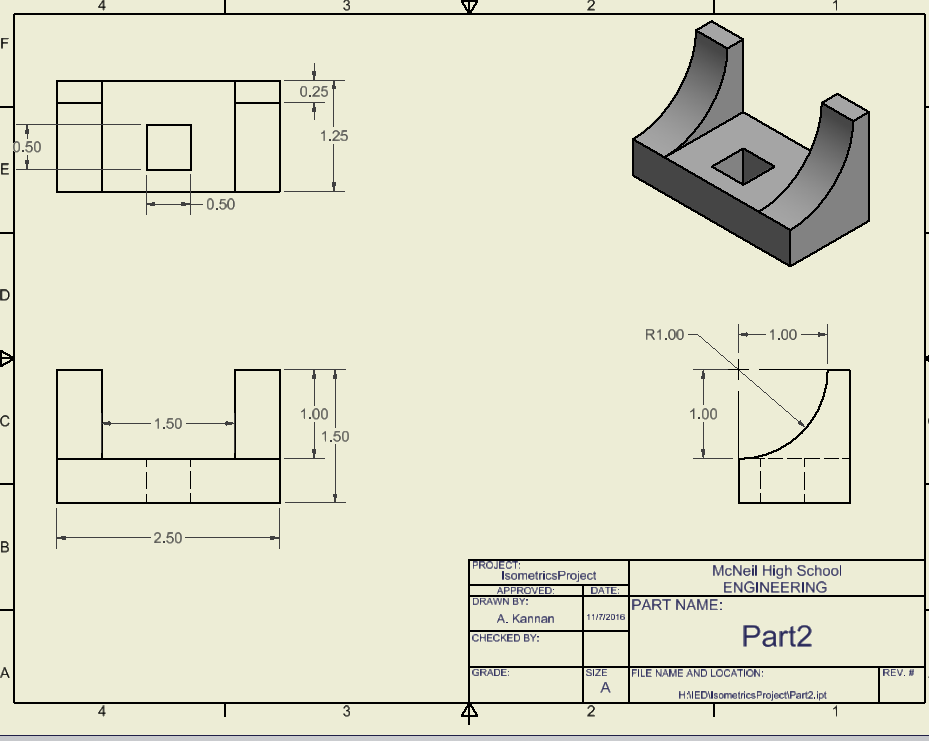 4 3 2 1
F
E
D
C
B
A
0.25
1.25
0.50
0.50
1.50
1.00
1.50
2.50
R1.00
1.00
1.00
PROJECT:
IsometricsProject
McNeil High School
ENGINEERING
APPROVED: DATE:
DRAWN BY:
A. Kannan
11/7/2016
PART NAME:
Part2
CHECKED BY:
GRADE:
SIZE
A
FILE NAME AND LOCATION:
H:\IED\IsometricsProject\Part2.ipt
REV. #
4 3 2 1